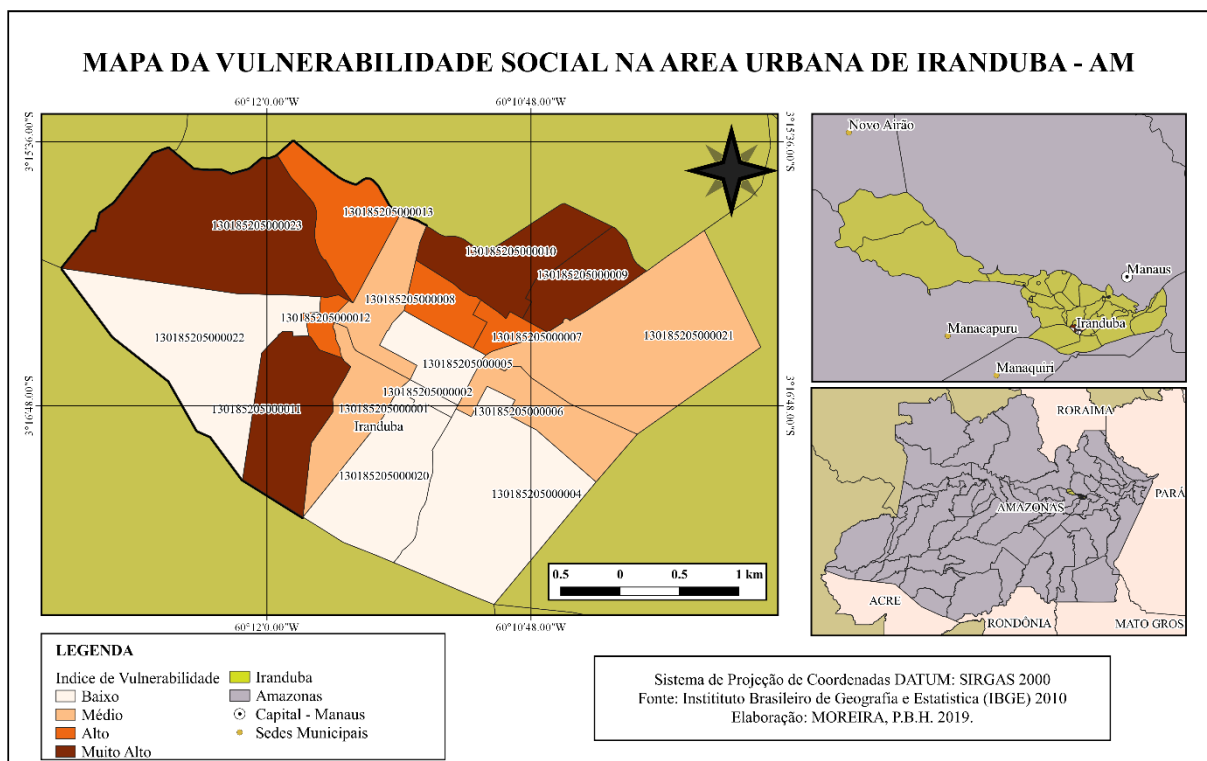 MAPA DA VULNERABILIDADE SOCIAL NA AREA URBANA DE IRANDUBA - AM
60°12'0.00"W
60°10'48.00"W
3°15'36.00"S
3°15'36.00"S
130185205000013
130185205000023
130185205000010
130185205000009
130185205000008
130185205000012
130185205000022
130185205000007
130185205000021
130185205000005
130185205000002
130185205000011
130185205000001
130185205000006
3°16'48.00"S
3°16'48.00"S
Iranduba
130185205000020
130185205000004
0.5 0 0.5 1 km
60°12'0.00"W
60°10'48.00"W
Novo Airão
Manaus
Iranduba
Manacapuru
Manaquiri
RORAIMA
PARÁ
AMAZONAS
ACRE
RONDÔNIA
MATO GROS
LEGENDA
Indice de Vulnerabilidade
Baixo
Médio
Alto
Muito Alto
Iranduba
Amazonas
Capital - Manaus
Sedes Municipais
Sistema de Projeção de Coordenadas DATUM: SIRGAS 2000
Fonte: Institituto Brasileiro de Geografia e Estatistica (IBGE) 2010
Elaboração: MOREIRA, P.B.H. 2019.